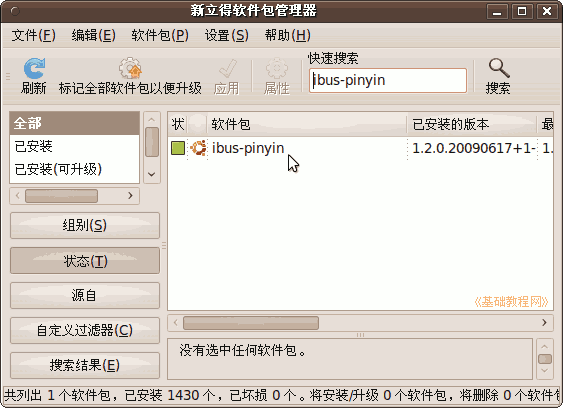 新立得软件包管理器
文件(F) 编辑(E) 软件包(P) 设置(S) 帮助(H)
快速搜索
刷新 标记全部软件包以便升级 应用 属性 ibus-pinyin 搜索
全部
已安装
已安装(可升级)
状 软件包 已安装的版本 最
ibus-pinyin 1.2.0.20090617+1- 1.
组别(S)
状态(T)
源自
自定义过滤器(C)
搜索结果(E)
《基础教程网》
没有选中任何软件包。
共列出 1 个软件包，已安装 1430 个，已坏损 0 个。将安装/升级 0 个软件包，将删除 0 个软件包